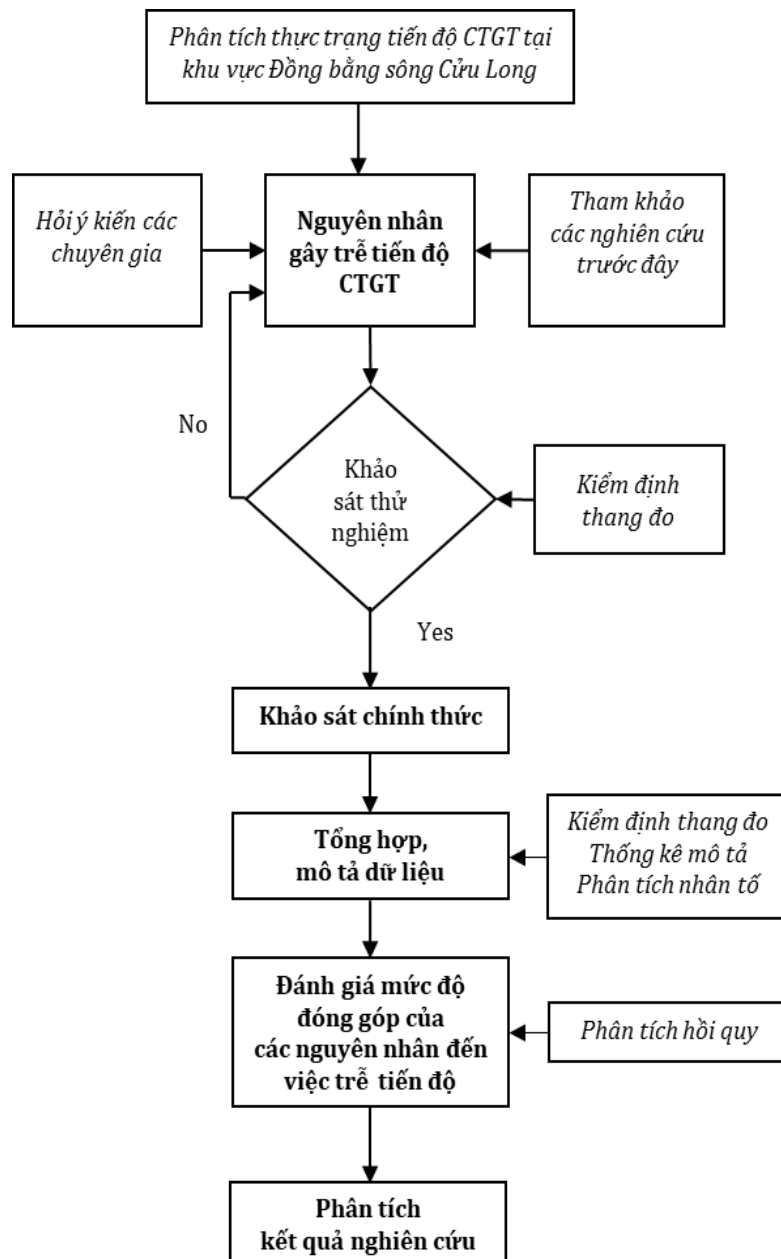 Phân tích thực trạng tiến độ CTGT tại
khu vực Đồng bằng sông Cửu Long
Hỏi ý kiến các
chuyên gia
Nguyên nhân
gây trễ tiến độ
CTGT
Tham khảo
các nghiên cứu
trước đây
No
Khảo
sát thử
nghiệm
Kiểm định
thang đo
Yes
Khảo sát chính thức
Tổng hợp,
mô tả dữ liệu
Kiểm định thang đo
Thống kê mô tả
Phân tích nhân tố
Đánh giá mức độ
đóng góp của
các nguyên nhân đến
việc trễ tiến độ
Phân tích hồi quy
Phân tích
kết quả nghiên cứu